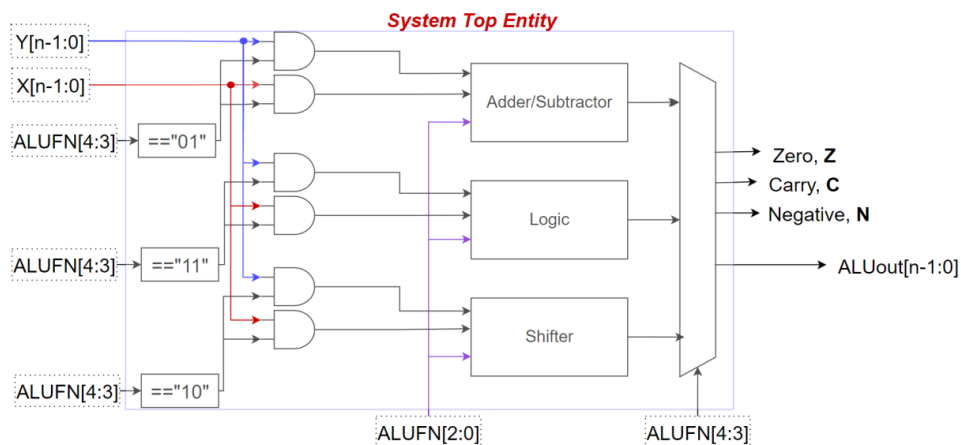 System Top Entity
Y[n-1:0]
X[n-1:0]
ALUFN[4:3]
=="01"
Adder/Subtractor
Zero, Z
Carry, C
Negative, N
Logic
ALUFN[4:3]
=="11"
ALUout[n-1:0]
Shifter
ALUFN[4:3]
=="10"
ALUFN[2:0]
ALUFN[4:3]